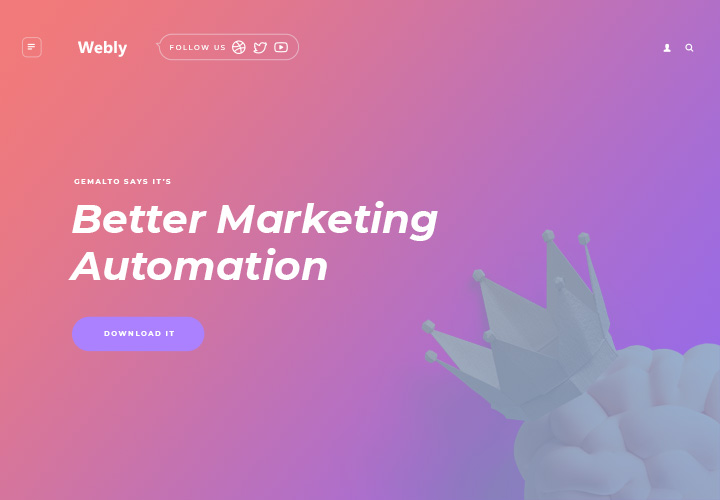 Webly
FOLLOW US
GEMALTO SAYS IT'S
Better Marketing
Automation
DOWNLOAD IT